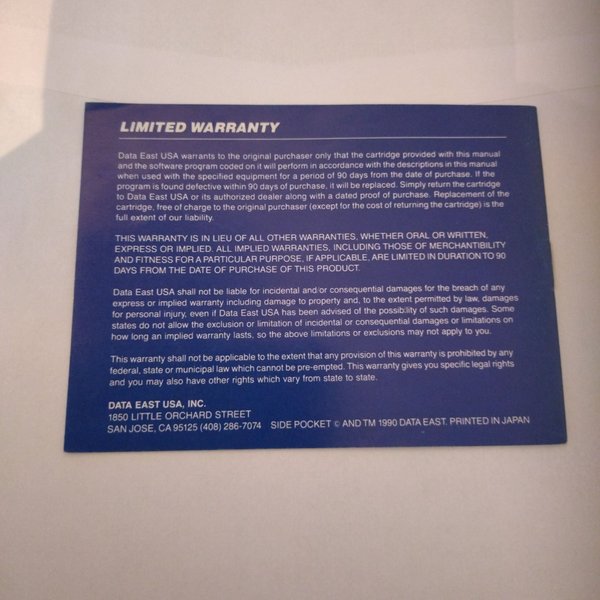 LIMITED WARRANTY
Data East USA warrants to the original purchaser only that the cartridge provided with this manual
and the software program coded on it will perform in accordance with the descriptions in this manual
when used with the specified equipment for a period of 90 days from the date of purchase. If the
program is found defective within 90 days of purchase, it will be replaced. Simply return the cartridge
to Data East USA or its authorized dealer along with a dated proof of purchase. Replacement of the
cartridge, free of charge to the original purchaser (except for the cost of returning the cartridge) is the
full extent of our liability.
THIS WARRANTY IS IN LIEU OF ALL OTHER WARRANTIES, WHETHER ORAL OR WRITTEN,
EXPRESS OR IMPLIED. ALL IMPLIED WARRANTIES, INCLUDING THOSE OF MERCHANTIBILITY
AND FITNESS FOR A PARTICULAR PURPOSE, IF APPLICABLE, ARE LIMITED IN DURATION TO 90
DAYS FROM THE DATE OF PURCHASE OF THIS PRODUCT.
Data East USA shall not be liable for incidental and/or consequential damages for the breach of any
express or implied warranty including damage to property and, to the extent permitted by law, damages
for personal injury, even if Data East USA has been advised of the possibility of such damages. Some
states do not allow the exclusion or limitation of incidental or consequential damages or limitations on
how long an implied warranty lasts, so the above limitations or exclusions may not apply to you.
This warranty shall not be applicable to the extent that any provision of this warranty is prohibited by any
federal, state or municipal law which cannot be pre-empted. This warranty gives you specific legal rights
and you may also have other rights which vary from state to state.
DATA EAST USA, INC.
1850 LITTLE ORCHARD STREET
SAN JOSE, CA 95125 (408) 286-7074 SIDE POCKET © AND TM 1990 DATA EAST. PRINTED IN JAPAN